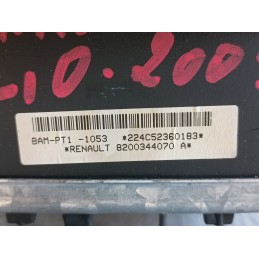 .10.200
BAM-PT1 -1053 *224C52360183*
*RENAULT 8200344070 A*